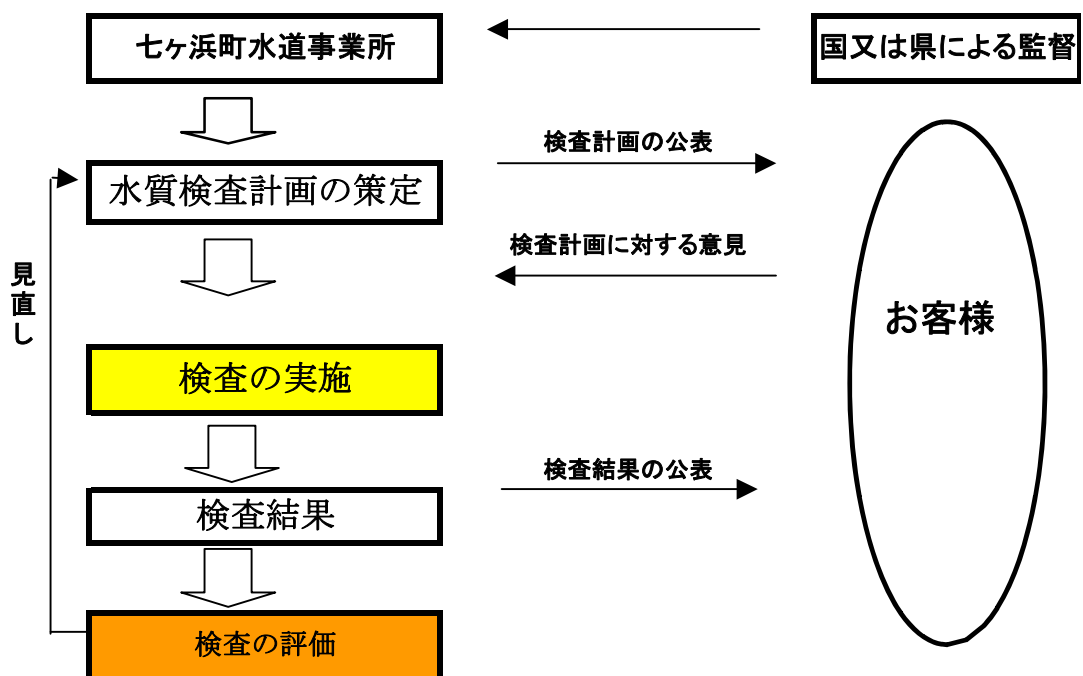 七ヶ浜町水道事業所
国又は県による監督
検査計画の公表
水質検査計画の策定
検査計画に対する意見
見直し
お客様
検査の実施
検査結果の公表
検査結果
検査の評価